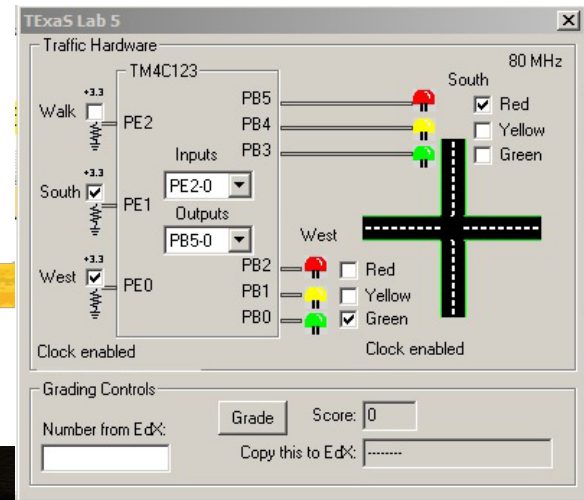 TExaS Lab 5
Traffic Hardware
80 MHz
TM4C123
South
+3.3
Walk
PE2
PB5
Red
PB4
Yellow
PB3
Green
Inputs
PE2-0
+3.3
South
PE1
Outputs
PB5-0
West
+3.3
West
PE0
PB2
Red
PB1
Yellow
PB0
Green
Clock enabled
Clock enabled
Grading Controls
Number from EdX:
Grade
Score: 0
Copy this to EdX: --------